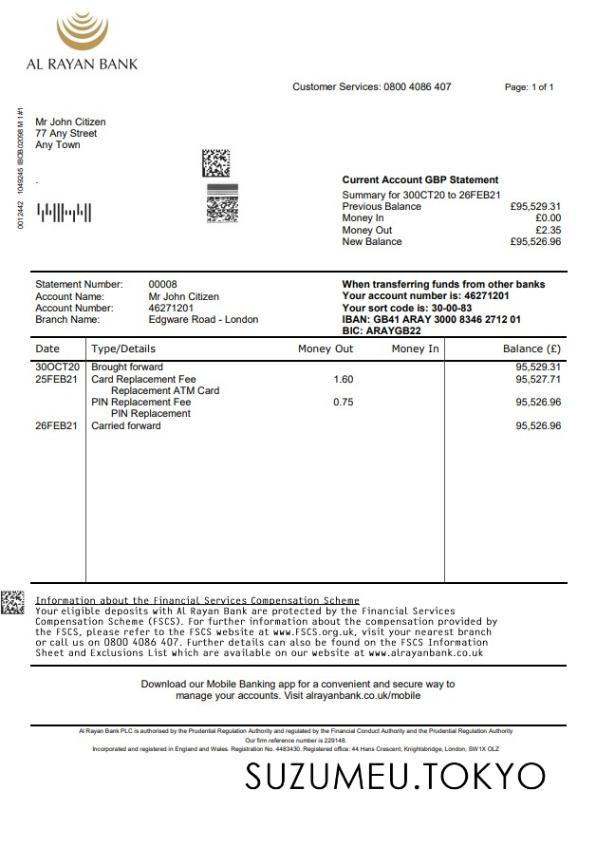 AL RAYAN BANK
Customer Services: 0800 4086 407
Page: 1 of 1
0012442 1049245 IBOB02098 M 1 #1
Mr John Citizen
77 Any Street
Any Town
.
Current Account GBP Statement
Summary for 30OCT20 to 26FEB21
Previous Balance £95,529.31
Money In £0.00
Money Out £2.35
New Balance £95,526.96
Statement Number: 00008
Account Name: Mr John Citizen
Account Number: 46271201
Branch Name: Edgware Road - London
When transferring funds from other banks
Your account number is: 46271201
Your sort code is: 30-00-83
IBAN: GB41 ARAY 3000 8346 2712 01
BIC: ARAYGB22
Date Type/Details Money Out Money In Balance (£)
30OCT20 Brought forward 95,529.31
25FEB21 Card Replacement Fee 1.60 95,527.71
Replacement ATM Card
PIN Replacement Fee 0.75 95,526.96
PIN Replacement
26FEB21 Carried forward 95,526.96
Information about the Financial Services Compensation Scheme
Your eligible deposits with Al Rayan Bank are protected by the Financial Services
Compensation Scheme (FSCS). For further information about the compensation provided by
the FSCS, please refer to the FSCS website at www.FSCS.org.uk, visit your nearest branch
or call us on 0800 4086 407. Further details can also be found on the FSCS Information
Sheet and Exclusions List which are available on our website at www.alrayanbank.co.uk
Download our Mobile Banking app for a convenient and secure way to
manage your accounts. Visit alrayanbank.co.uk/mobile
Al Rayan Bank PLC is authorised by the Prudential Regulation Authority and regulated by the Financial Conduct Authority and the Prudential Regulation Authority
Our firm reference number is 229148.
Incorporated and registered in England and Wales. Registration No. 4483430. Registered office: 44 Hans Crescent, Knightsbridge, London, SW1X 0LZ
SUZUMEU.TOKYO